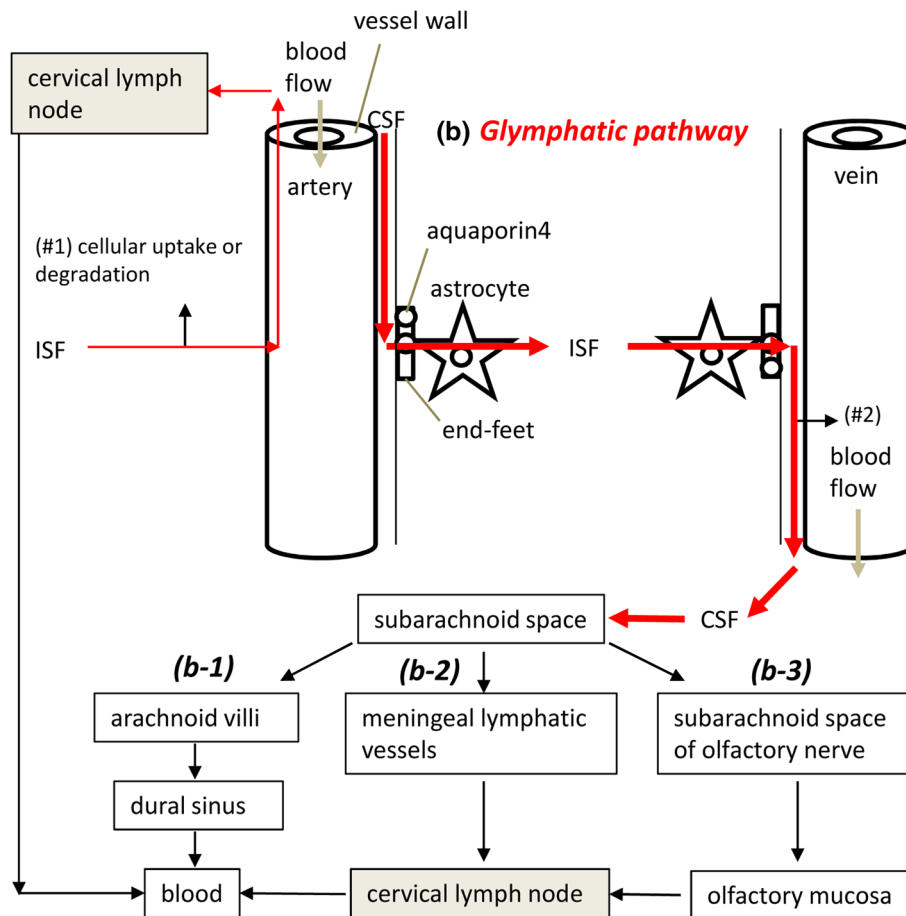 vessel wall
blood
flow
cervical lymph
node
CSF
(b) Glymphatic pathway
artery
vein
(#1) cellular uptake or
degradation
aquaporin4
astrocyte
ISF
ISF
end-feet
(#2)
blood
flow
CSF
subarachnoid space
(b-1)
(b-2)
(b-3)
arachnoid villi
meningeal lymphatic
vessels
subarachnoid space
of olfactory nerve
dural sinus
blood
cervical lymph node
olfactory mucosa